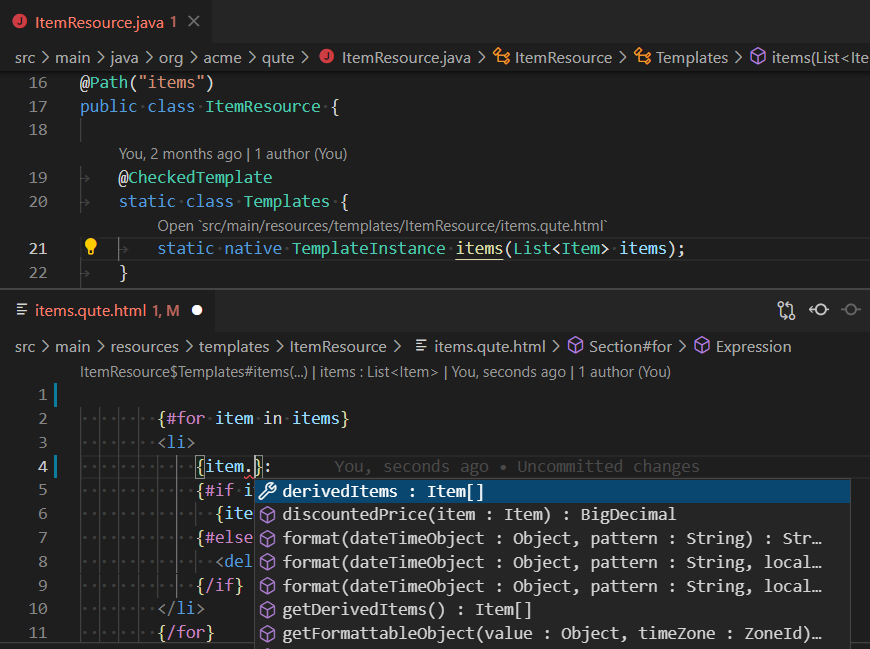 ItemResource.java 1
src > main > java > org > acme > qute > ItemResource.java > ItemResource > Templates > items(List<Ite
16 @Path("items")
17 public class ItemResource {
18
You, 2 months ago | 1 author (You)
19 @CheckedTemplate
20 static class Templates {
Open `src/main/resources/templates/ItemResource/items.qute.html`
21 static native TemplateInstance items(List<Item> items);
22 }
items.qute.html 1, M
src > main > resources > templates > ItemResource > items.qute.html > Section#for > Expression
ItemResource$Templates#items(...) | items : List<Item> | You, seconds ago | 1 author (You)
1
2 {#for item in items}
3 <li>
4 {item.}: You, seconds ago • Uncommitted changes
5 {#if i
derivedItems : Item[]
6 {ite
discountedPrice(item : Item) : BigDecimal
7 {#else
format(dateTimeObject : Object, pattern : String) : Str…
8 <del
format(dateTimeObject : Object, pattern : String, local…
9 {/if}
format(dateTimeObject : Object, pattern : String, local…
10 </li>
getDerivedItems() : Item[]
11 {/for}
getFormattableObject(value : Object, timeZone : ZoneId)…